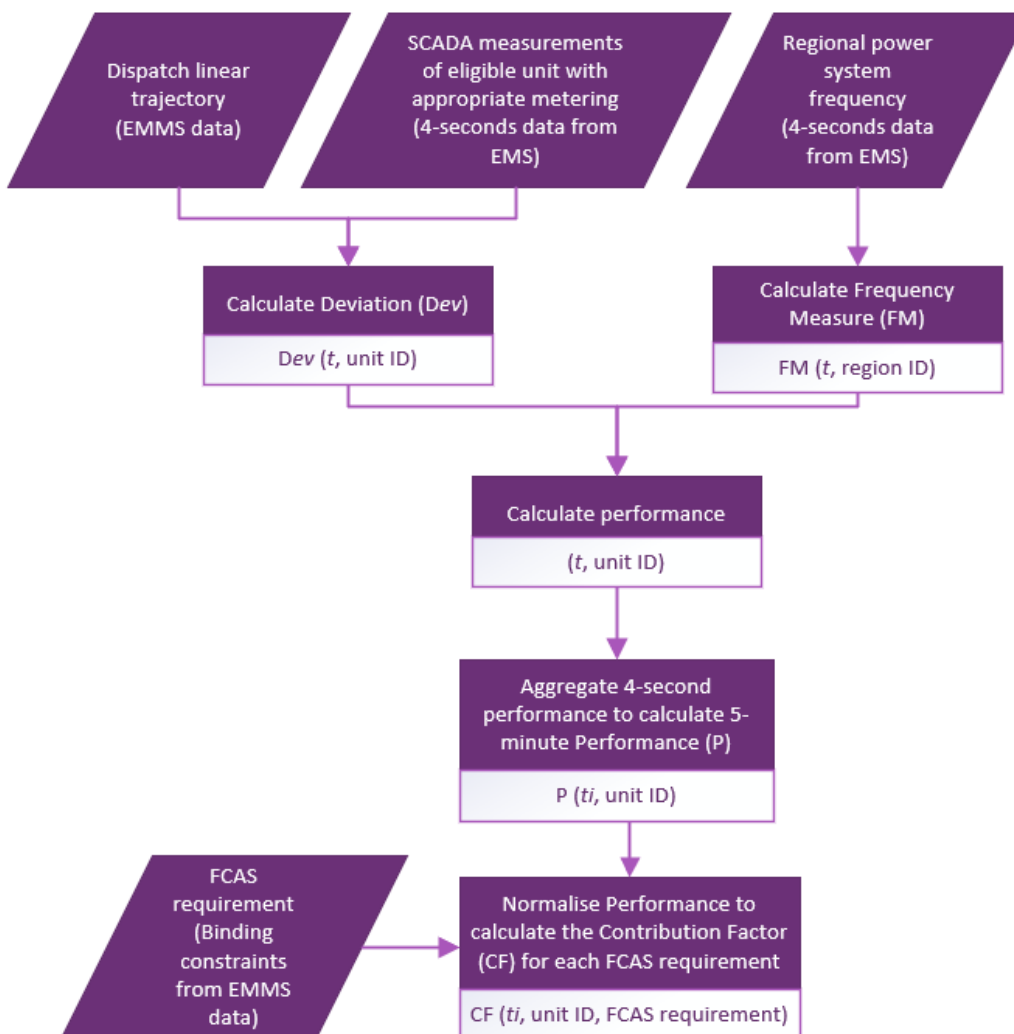 Dispatch linear
trajectory
(EMMS data)
SCADA measurements
of eligible unit with
appropriate metering
(4-seconds data from
EMS)
Regional power
system
frequency
(4-seconds data
from EMS)
Calculate Deviation (Dev)
Dev (t, unit ID)
Calculate Frequency
Measure (FM)
FM (t, region ID)
Calculate performance
(t, unit ID)
Aggregate 4-second
performance to calculate 5-
minute Performance (P)
P (ti, unit ID)
FCAS
requirement
(Binding
constraints
from EMMS
data)
Normalise Performance to
calculate the Contribution Factor
(CF) for each FCAS requirement
CF (ti, unit ID, FCAS requirement)